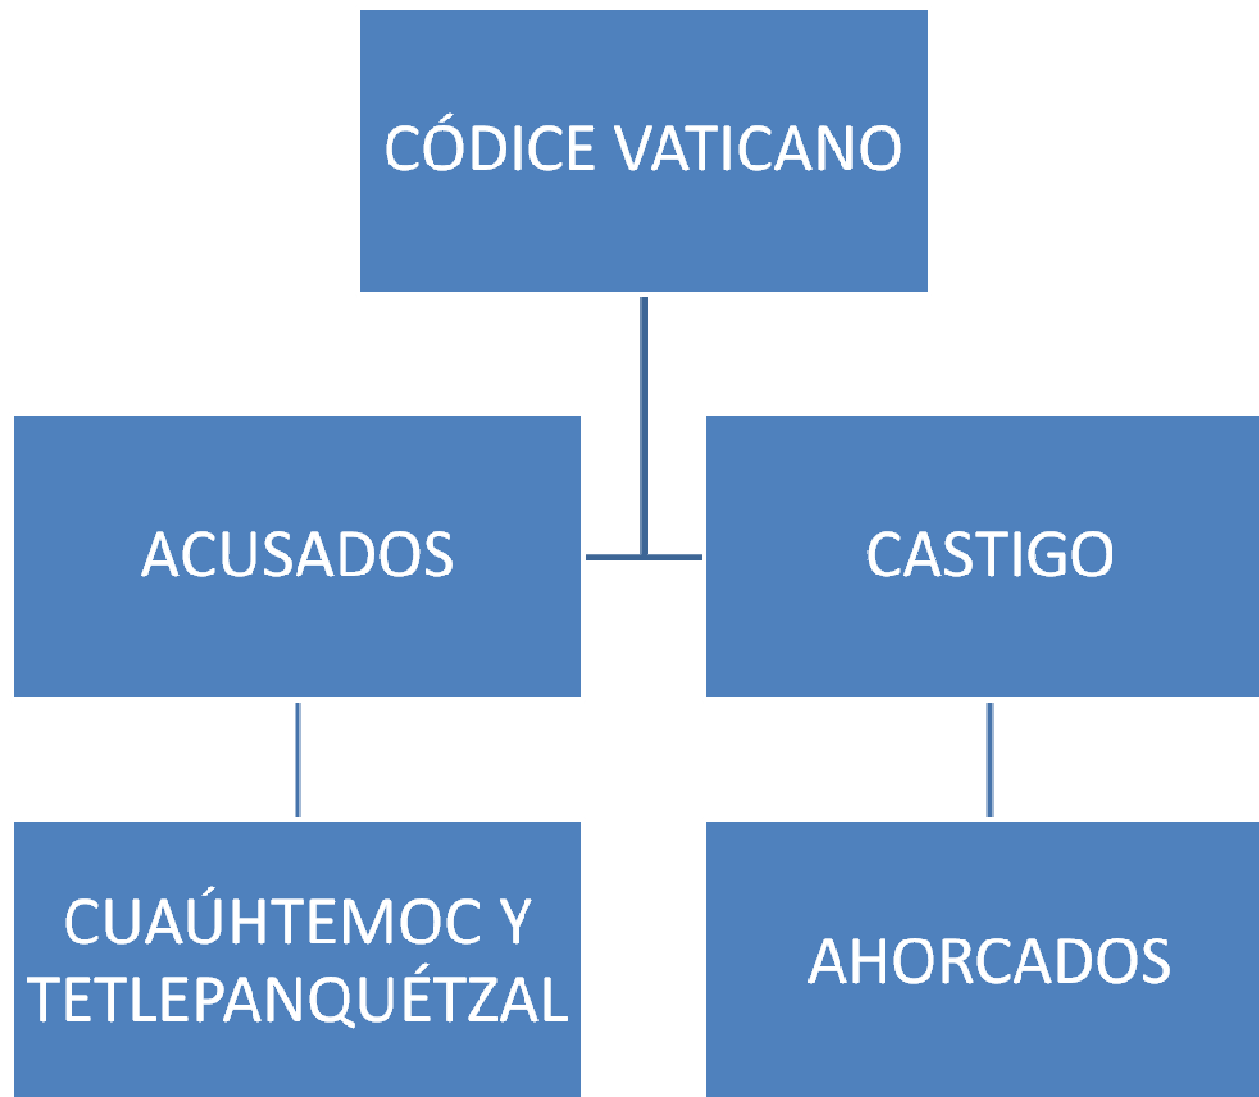 CÓDICE VATICANO
ACUSADOS
CASTIGO
CUAÚHTEMOC Y
TETLEPANQUÉTZAL
AHORCADOS